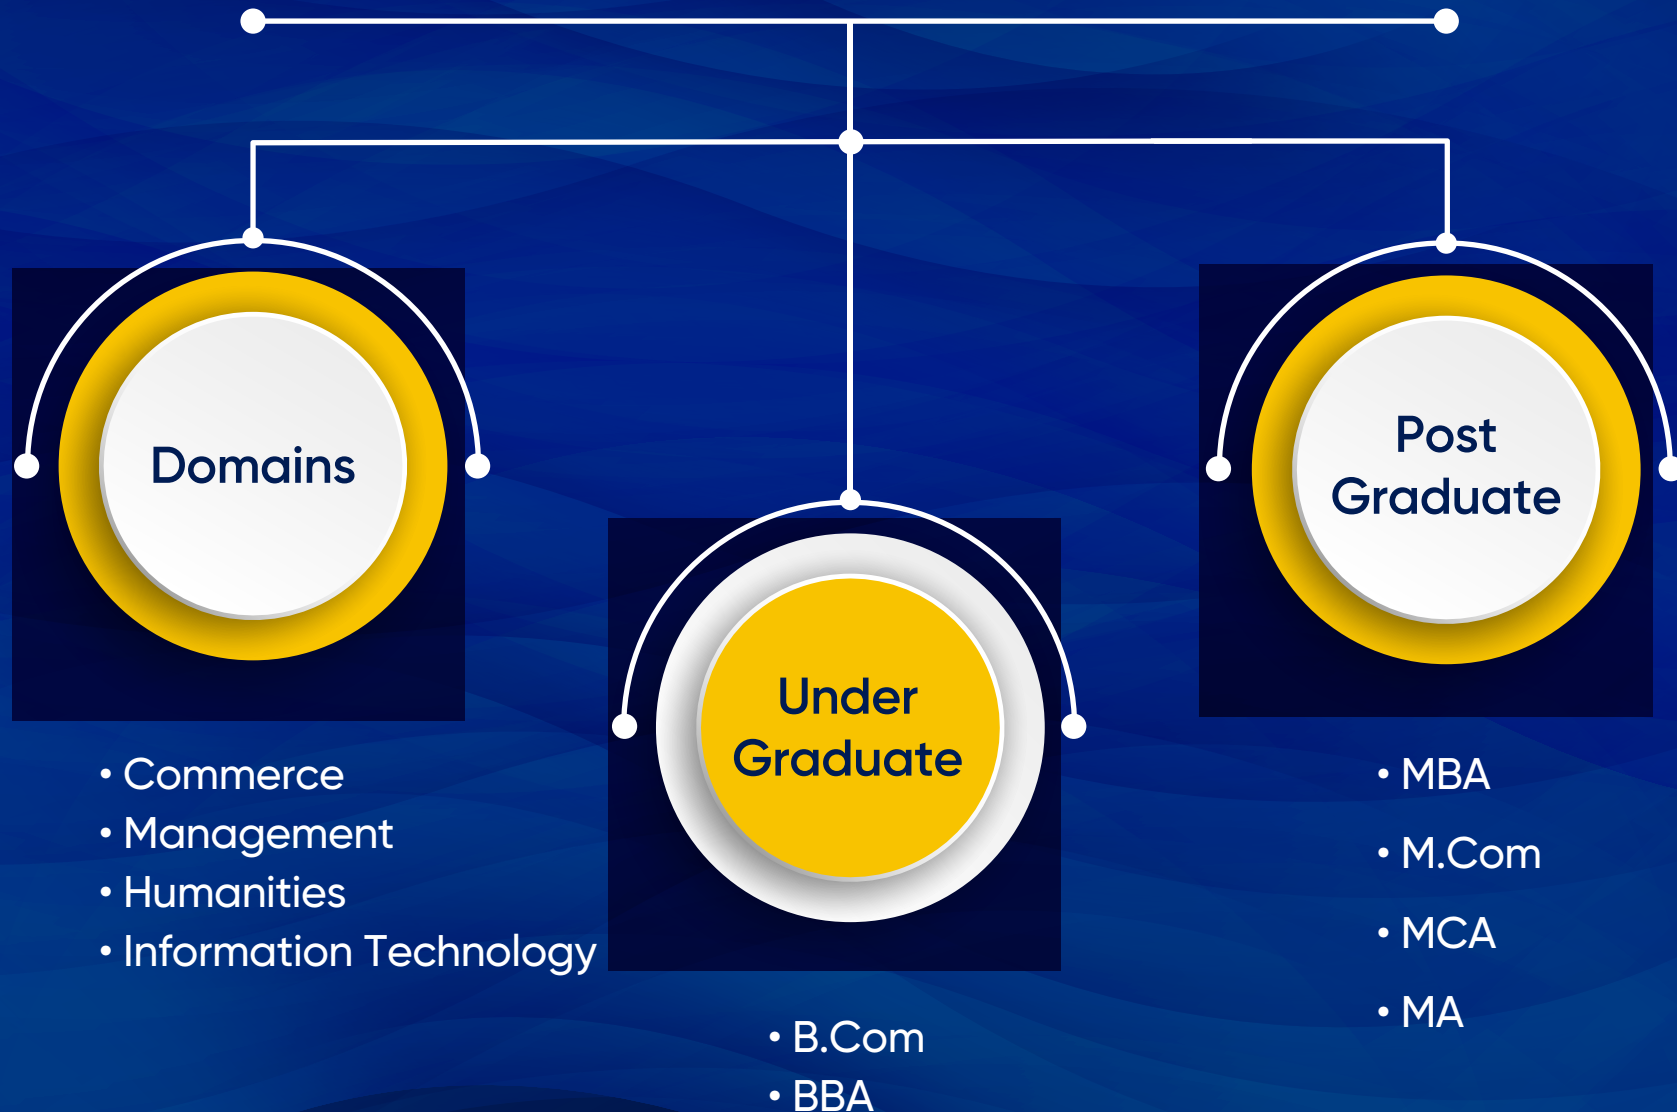 Domains
• Commerce
• Management
• Humanities
• Information Technology
Under
Graduate
• B.Com
• BBA
Post
Graduate
• MBA
• M.Com
• MCA
• MA